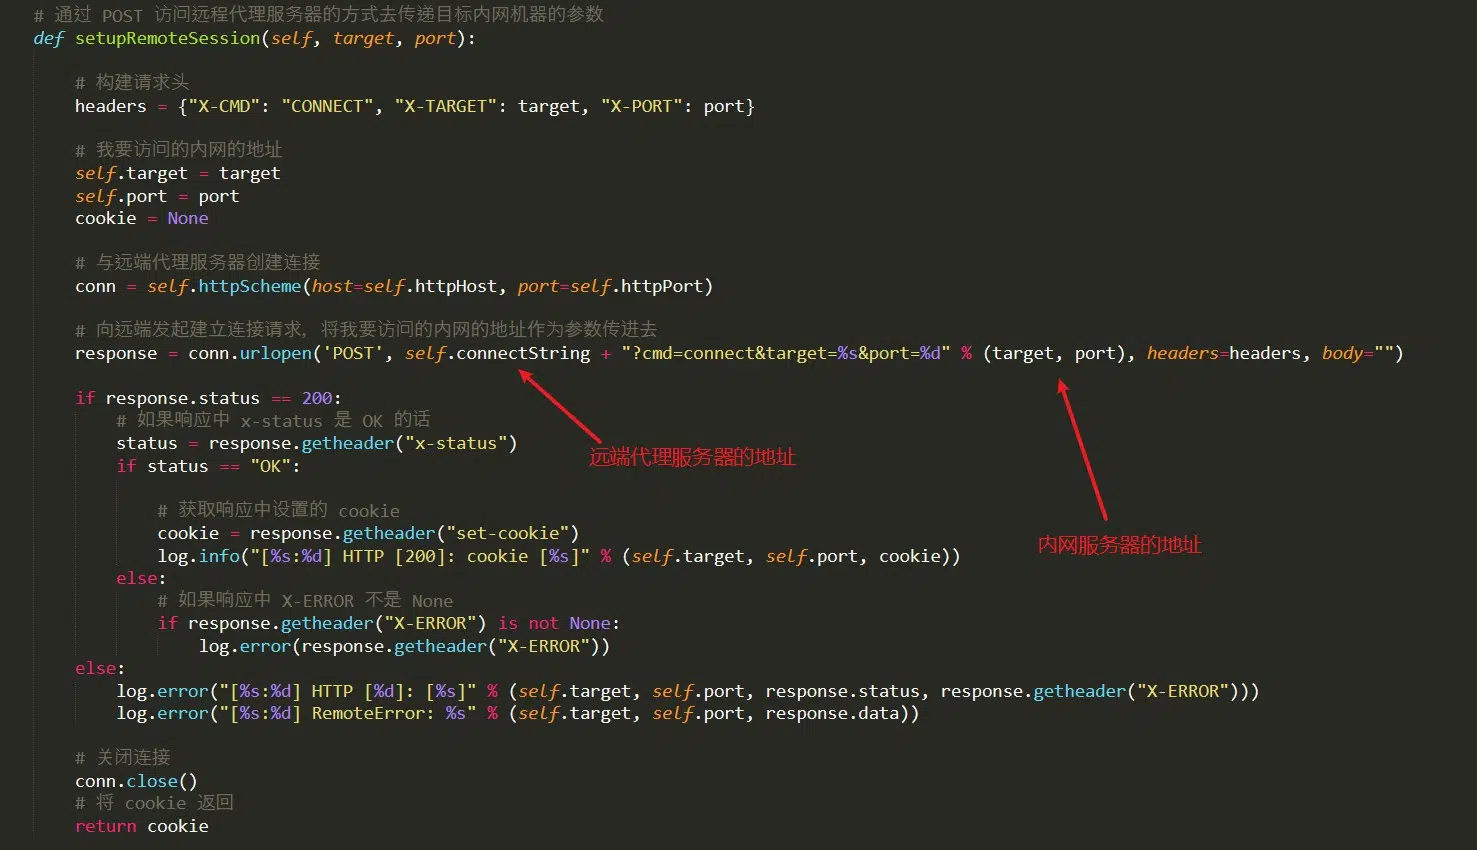 # 通过 POST 访问远程代理服务器的方式去传递目标内网机器的参数
def setupRemoteSession(self, target, port):
# 构建请求头
headers = {"X-CMD": "CONNECT", "X-TARGET": target, "X-PORT": port}
# 我要访问的内网的地址
self.target = target
self.port = port
cookie = None
# 与远端代理服务器创建连接
conn = self.httpScheme(host=self.httpHost, port=self.httpPort)
# 向远端发起建立连接请求, 将我要访问的内网的地址作为参数传进去
response = conn.urlopen('POST', self.connectString + "?cmd=connect&target=%s&port=%d" % (target, port), headers=headers, body="")
if response.status == 200:
# 如果响应中 x-status 是 OK 的话
status = response.getheader("x-status")
远端代理服务器的地址
if status == "OK":
# 获取响应中设置的 cookie
cookie = response.getheader("set-cookie")
内网服务器的地址
log.info("[%s:%d] HTTP [200]: cookie [%s]" % (self.target, self.port, cookie))
else:
# 如果响应中 X-ERROR 不是 None
if response.getheader("X-ERROR") is not None:
log.error(response.getheader("X-ERROR"))
else:
log.error("[%s:%d] HTTP [%d]: [%s]" % (self.target, self.port, response.status, response.getheader("X-ERROR")))
log.error("[%s:%d] RemoteError: %s" % (self.target, self.port, response.data))
# 关闭连接
conn.close()
# 将 cookie 返回
return cookie